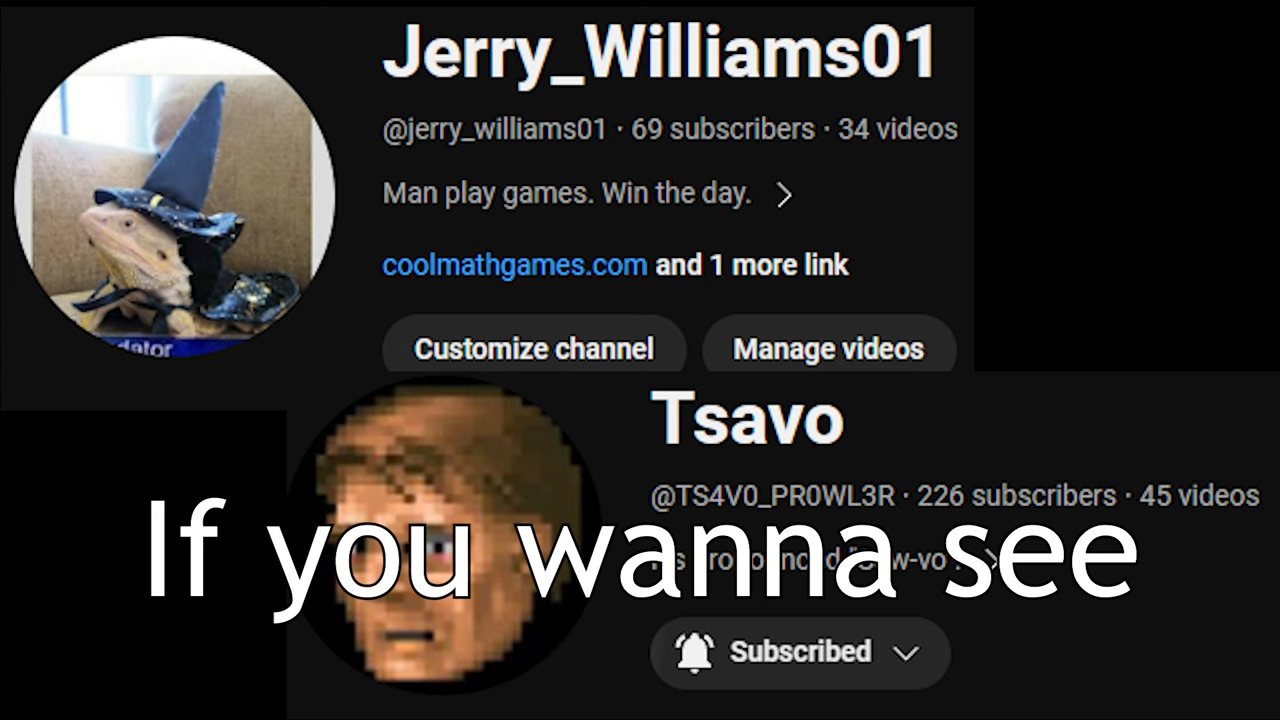 Jerry_Williams01
@jerry_williams01 · 69 subscribers · 34 videos
Man play games. Win the day.
coolmathgames.com and 1 more link
Customize channel
Manage videos
Tsavo
@TS4V0_PR0WL3R · 226 subscribers · 45 videos
If you wanna see
Subscribed